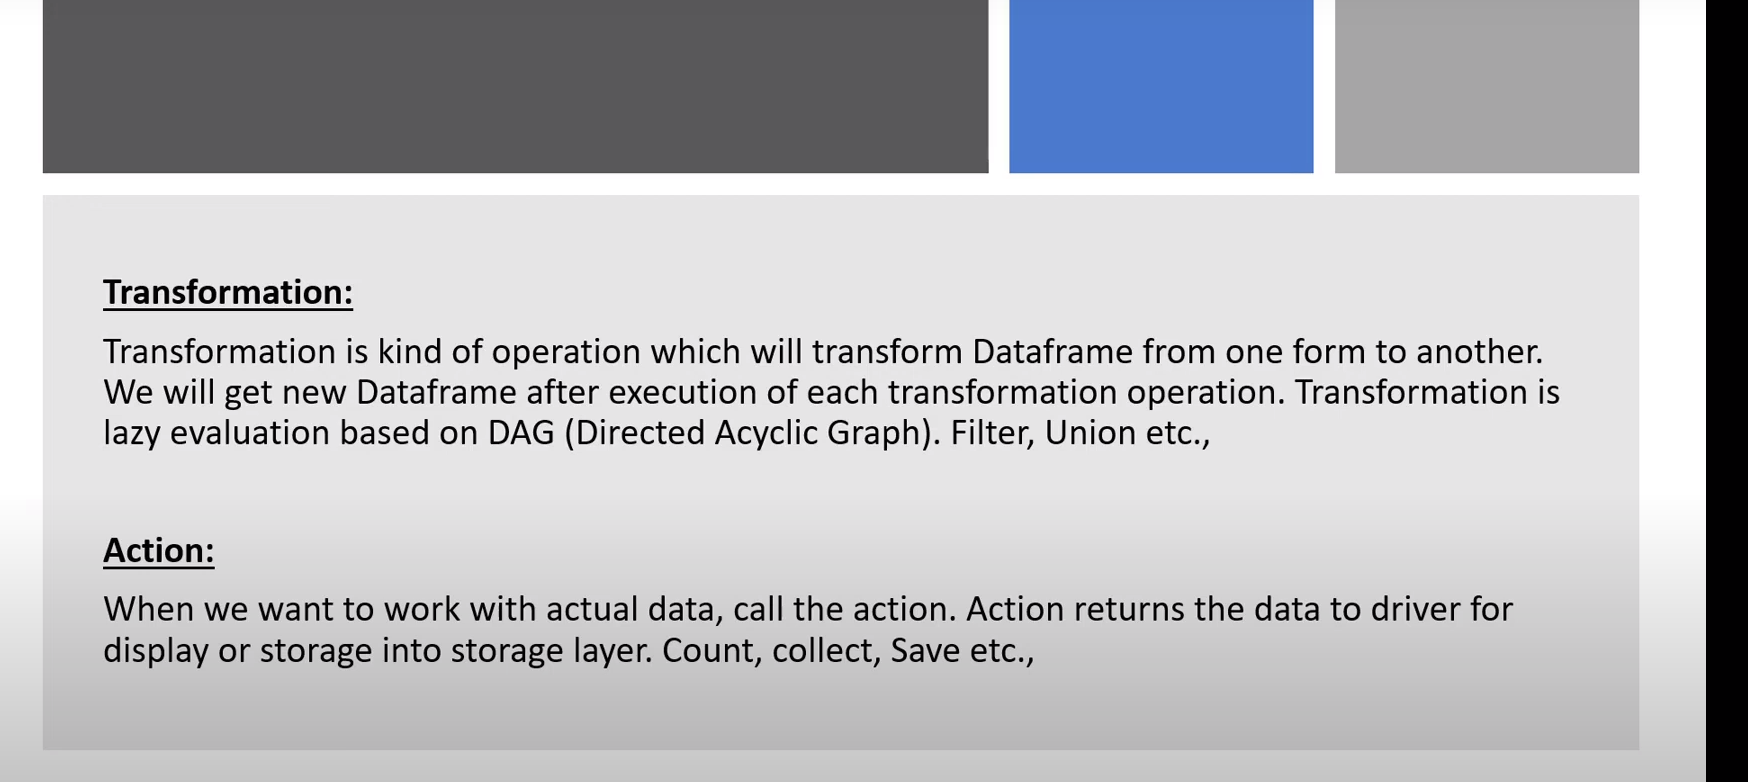 Transformation:
Transformation is kind of operation which will transform Dataframe from one form to another.
We will get new Dataframe after execution of each transformation operation. Transformation is
lazy evaluation based on DAG (Directed Acyclic Graph). Filter, Union etc.,
Action:
When we want to work with actual data, call the action. Action returns the data to driver for
display or storage into storage layer. Count, collect, Save etc.,